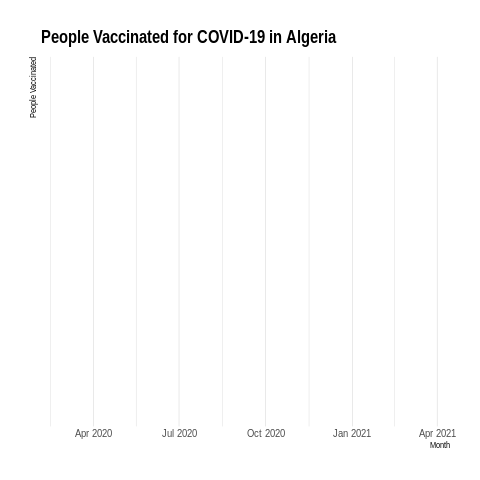 People Vaccinated for COVID-19 in Algeria
People Vaccinated
Apr 2020
Jul 2020
Oct 2020
Jan 2021
Apr 2021
Month